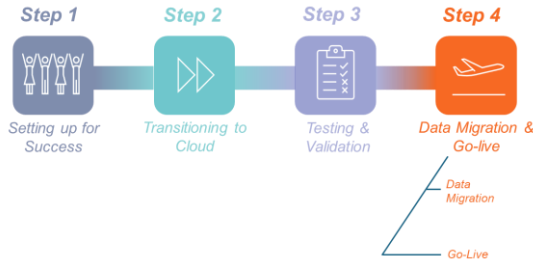 Step 1
Step 2
Step 3
Step 4
Setting up for
Success
Transitioning to
Cloud
Testing &
Validation
Data Migration &
Go-live
Data
Migration
Go-Live